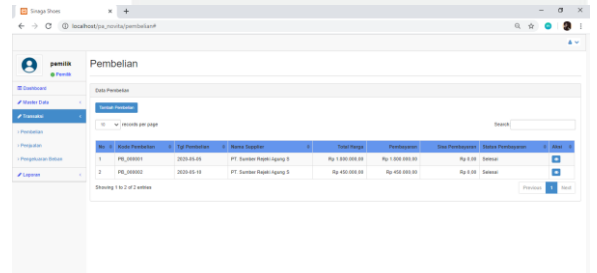 Sinaga Shoes
localhost/pa_rosita/pembelian#
pemilik
Pemilik
Pembelian
Dashboard
Data Pembelian
Master Data
Tambah Pembelian
Transaksi
10 records per page
Search:
Pembelian
Penjualan
Pengeluaran Beban
Laporan
No Kode Pembelian Tgl Pembelian Nama Supplier Total Harga Pembayaran Sisa Pembayaran Status Pembayaran Aksi
1 PB_000001 2020-05-05 PT. Sumber Rejeki Agung S Rp 1.000.000,00 Rp 1.000.000,00 Rp 0,00 Selesai
2 PB_000002 2020-05-19 PT. Sumber Rejeki Agung S Rp 450.000,00 Rp 450.000,00 Rp 0,00 Selesai
Showing 1 to 2 of 2 entries
Previous 1 Next